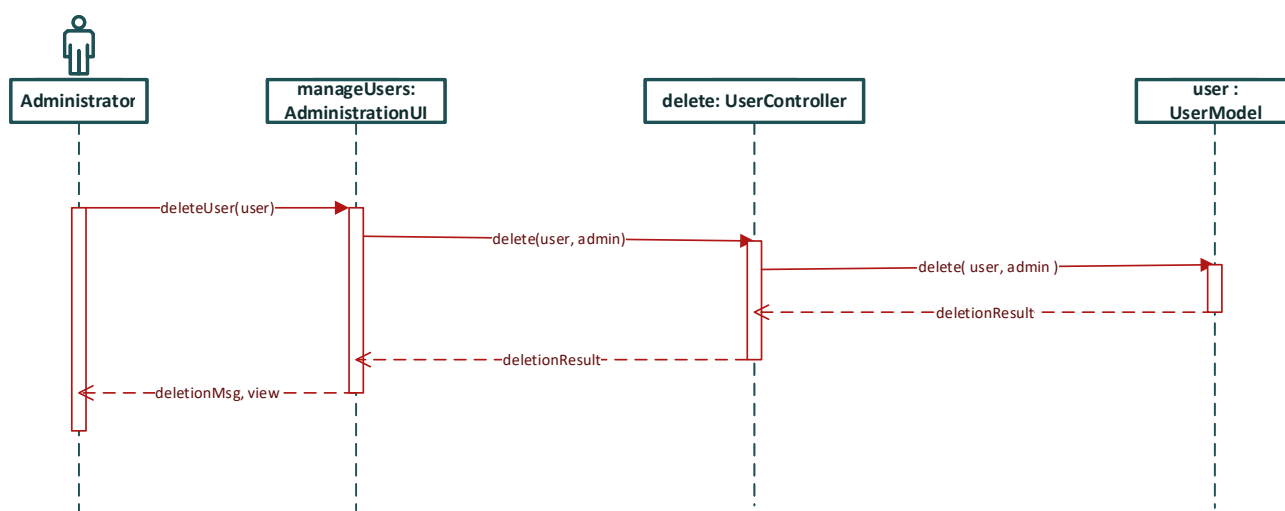 Administrator
manageUsers:
AdministrationUI
delete: UserController
user :
UserModel
deleteUser(user)
delete(user, admin)
delete( user, admin )
deletionResult
deletionResult
deletionMsg, view